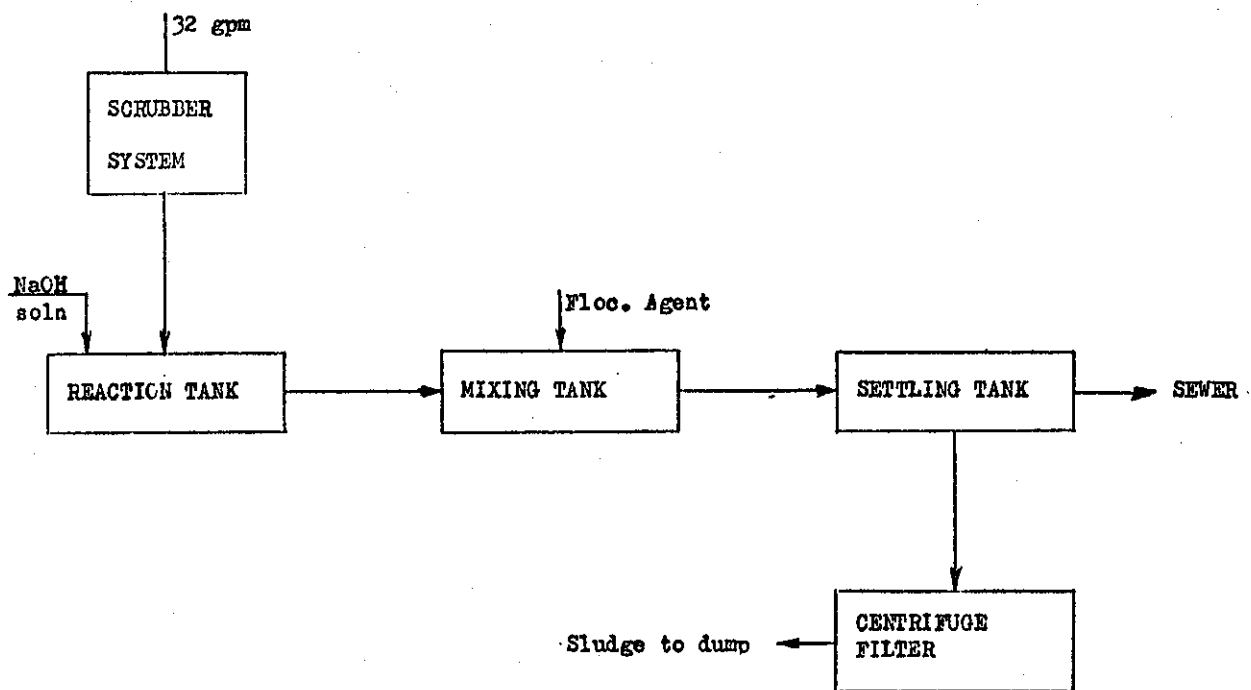 32 gpm
SCRUBBER
SYSTEM
NaOH
soln
Floc. Agent
REACTION TANK
MIXING TANK
SETTLING TANK
SEWER
CENTRIFUGE
FILTER
Sludge to dump